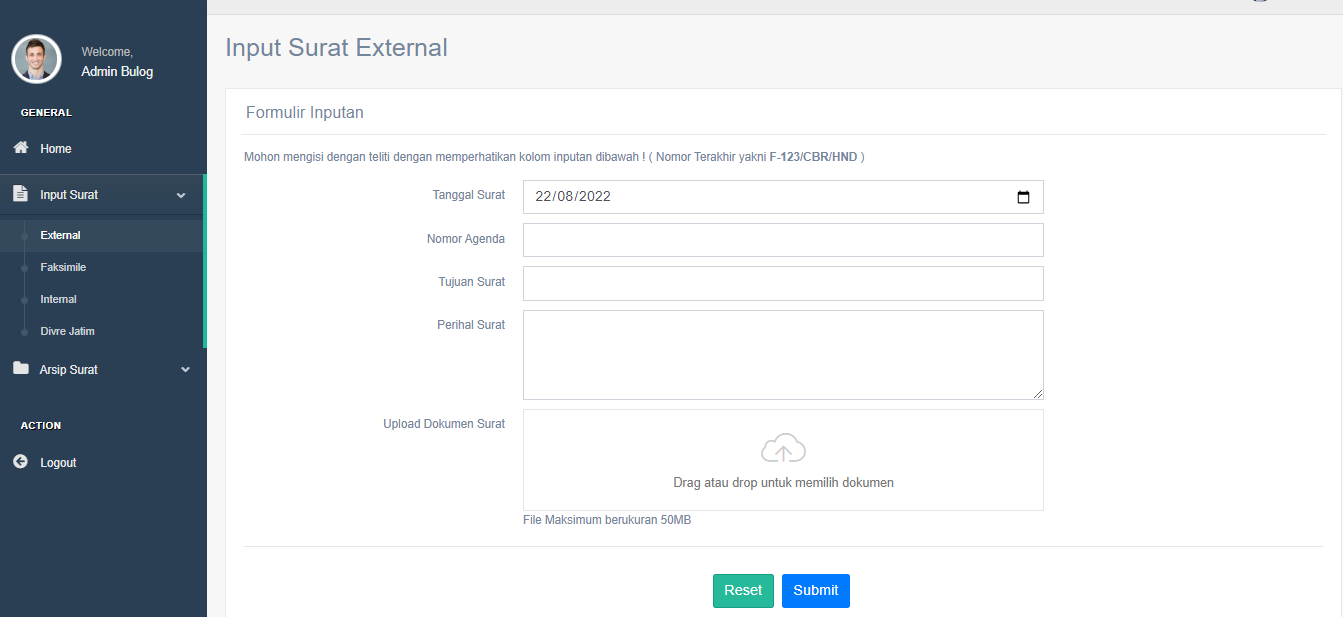 Welcome,
Admin Bulog
GENERAL
Home
Input Surat
External
Faksimile
Internal
Divre Jatim
Arsip Surat
ACTION
Logout
Input Surat External
Formulir Inputan
Mohon mengisi dengan teliti dengan memperhatikan kolom inputan dibawah ! ( Nomor Terakhir yakni F-123/CBR/HND )
Tanggal Surat 22/08/2022
Nomor Agenda
Tujuan Surat
Perihal Surat
Upload Dokumen Surat
Drag atau drop untuk memilih dokumen
File Maksimum berukuran 50MB
Reset Submit